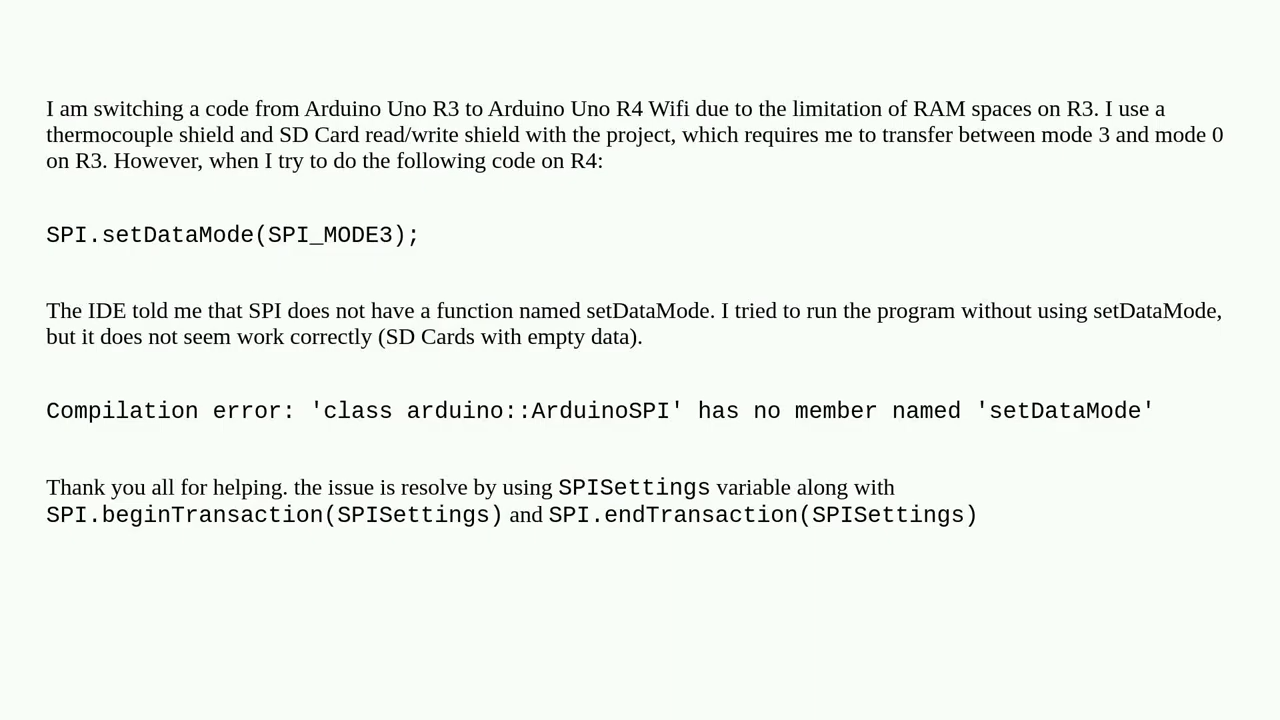 I am switching a code from Arduino Uno R3 to Arduino Uno R4 Wifi due to the limitation of RAM spaces on R3. I use a
thermocouple shield and SD Card read/write shield with the project, which requires me to transfer between mode 3 and mode 0
on R3. However, when I try to do the following code on R4:
SPI.setDataMode(SPI_MODE3);
The IDE told me that SPI does not have a function named setDataMode. I tried to run the program without using setDataMode,
but it does not seem work correctly (SD Cards with empty data).
Compilation error: 'class arduino::ArduinoSPI' has no member named 'setDataMode'
Thank you all for helping. the issue is resolve by using SPISettings variable along with
SPI.beginTransaction(SPISettings) and SPI.endTransaction(SPISettings)